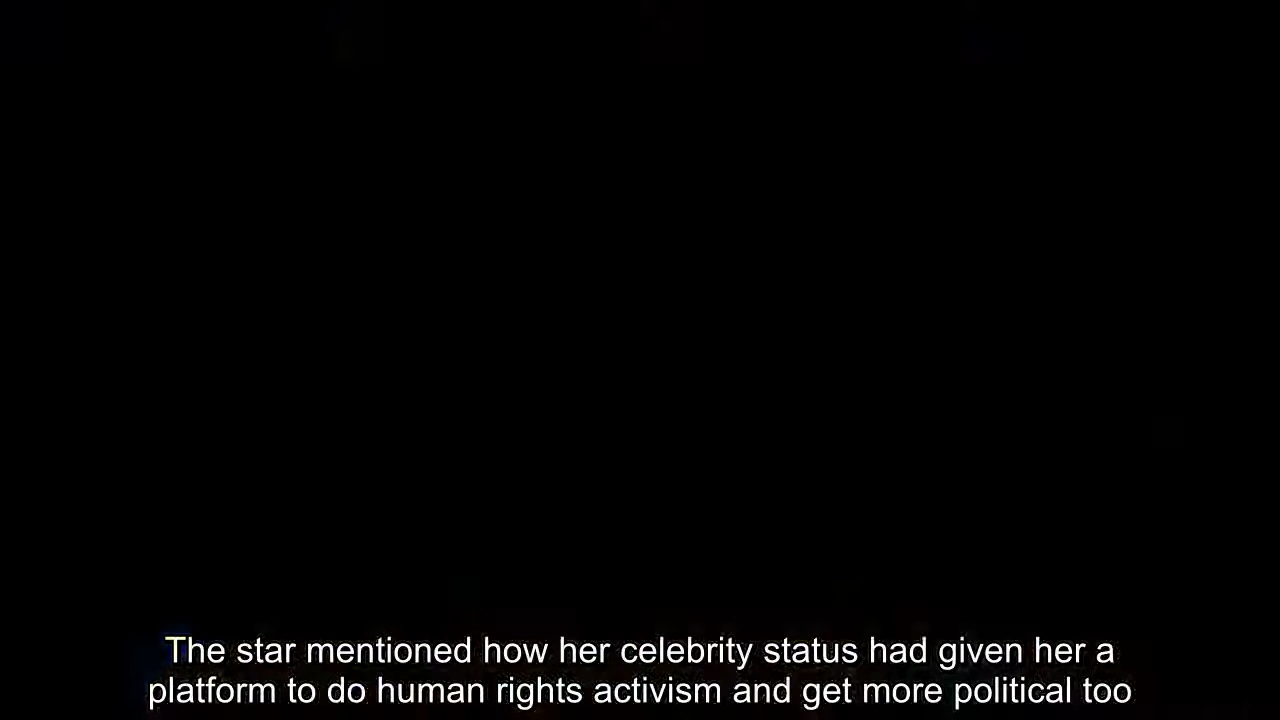 The star mentioned how her celebrity status had given her a
platform to do human rights activism and get more political too